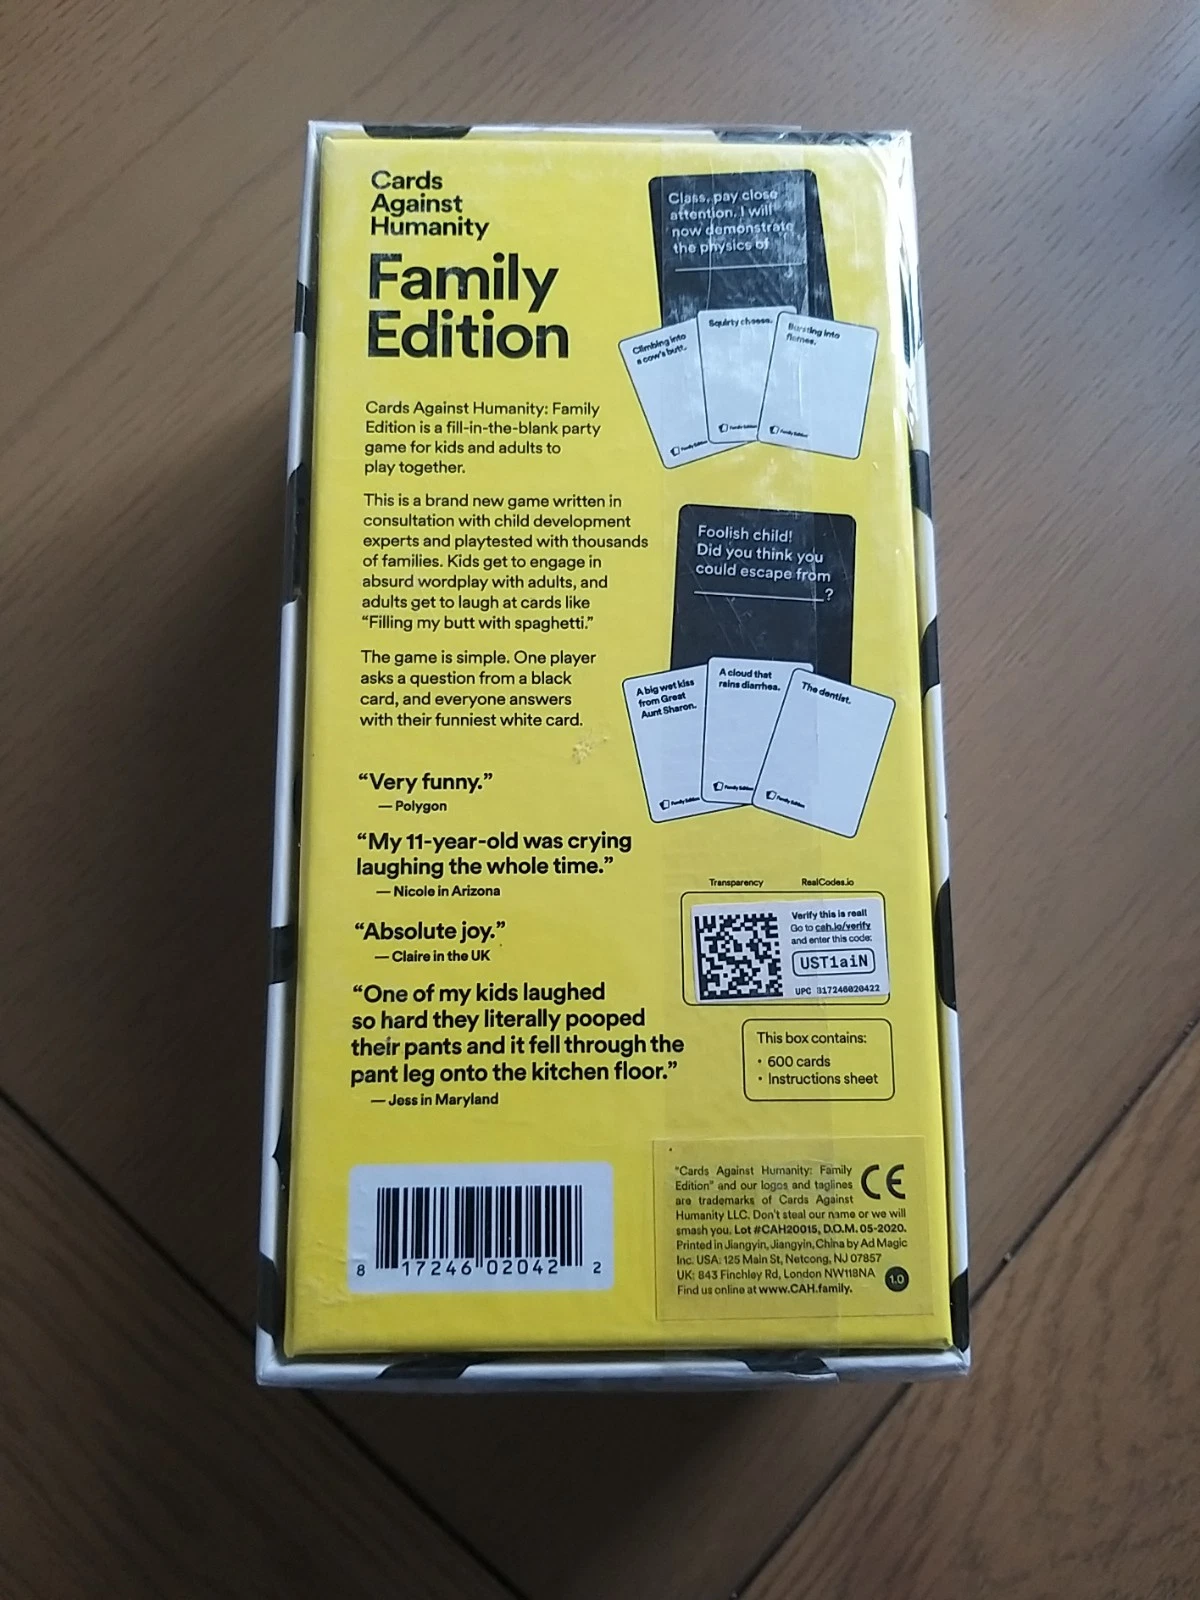 Cards
Against
Humanity
Family
Edition
Cards Against Humanity: Family
Edition is a fill-in-the-blank party
game for kids and adults to
play together.
This is a brand new game written in
consultation with child development
experts and playtested with thousands
of families. Kids get to engage in
absurd wordplay with adults, and
adults get to laugh at cards like
“Filling my butt with spaghetti.”
The game is simple. One player
asks a question from a black
card, and everyone answers
with their funniest white card.
“Very funny.”
— Polygon
“My 11-year-old was crying
laughing the whole time.”
— Nicole in Arizona
“Absolute joy.”
— Claire in the UK
“One of my kids laughed
so hard they literally pooped
their pants and it fell through the
pant leg onto the kitchen floor.”
— Jess in Maryland
8 17246 02042 2
Class, pay close
attention. I will
now demonstrate
the physics of
Climbing into
a cow's butt.
Family Edition
Squirty cheese.
Family Edition
Bursting into
flames.
Family Edition
Foolish child!
Did you think you
could escape from
?
A big wet kiss
from Great
Aunt Sharon.
Family Edition
A cloud that
rains diarrhea.
Family Edition
The dentist.
Family Edition
Transparency RealCodes.io
Verify this is real!
Go to cah.io/verify
and enter this code:
UST1aiN
UPC 817246020422
This box contains:
• 600 cards
• Instructions sheet
“Cards Against Humanity: Family
Edition” and our logos and taglines
are trademarks of Cards Against
Humanity LLC. Don't steal our name or we will
smash you. Lot #CAH20015, D.O.M. 05-2020.
Printed in Jiangyin, Jiangyin, China by Ad Magic
Inc. USA: 125 Main St, Netcong, NJ 07857
UK: 843 Finchley Rd, London NW118NA
Find us online at www.CAH.family.
CE
1.0